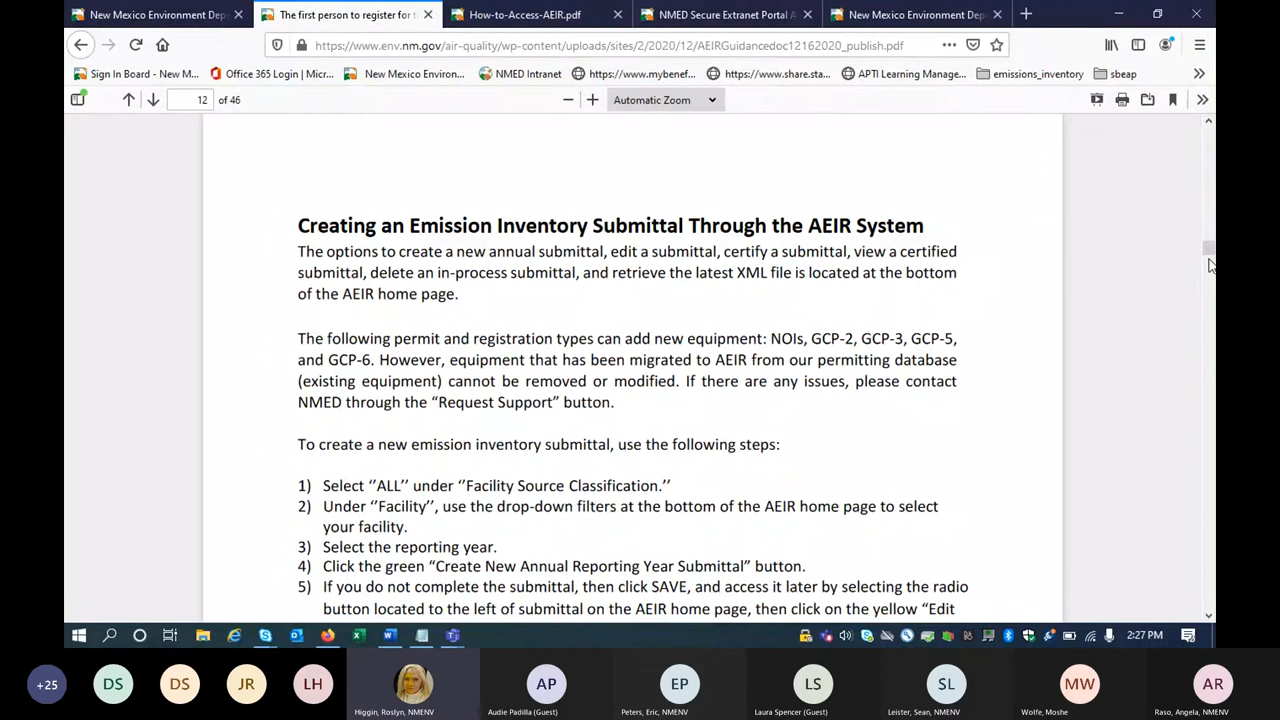 New Mexico Environment Dep
The first person to register for t
How-to-Access-AEIR.pdf
NMED Secure Extranet Portal A
New Mexico Environment Dep
https://www.env.nm.gov/air-quality/wp-content/uploads/sites/2/2020/12/AEIRGuidancedoc12162020_publish.pdf
Sign In Board - New M...
Office 365 Login | Micr...
New Mexico Environ...
NMED Intranet
https://www.mybenef...
https://www.share.sta...
APTI Learning Manage...
emissions_inventory
sbeap
12 of 46
Automatic Zoom
Creating an Emission Inventory Submittal Through the AEIR System
The options to create a new annual submittal, edit a submittal, certify a submittal, view a certified
submittal, delete an in-process submittal, and retrieve the latest XML file is located at the bottom
of the AEIR home page.
The following permit and registration types can add new equipment: NOIs, GCP-2, GCP-3, GCP-5,
and GCP-6. However, equipment that has been migrated to AEIR from our permitting database
(existing equipment) cannot be removed or modified. If there are any issues, please contact
NMED through the “Request Support” button.
To create a new emission inventory submittal, use the following steps:
1) Select ‘‘ALL’’ under ‘‘Facility Source Classification.’’
2) Under ‘‘Facility’’, use the drop-down filters at the bottom of the AEIR home page to select
your facility.
3) Select the reporting year.
4) Click the green “Create New Annual Reporting Year Submittal” button.
5) If you do not complete the submittal, then click SAVE, and access it later by selecting the radio
button located to the left of submittal on the AEIR home page, then click on the yellow “Edit
2:27 PM
+25
DS
DS
JR
LH
AP
EP
LS
SL
MW
AR
Higgin, Roslyn, NMENV
Audie Padilla (Guest)
Peters, Eric, NMENV
Laura Spencer (Guest)
Leister, Sean, NMENV
Wolfe, Moshe
Raso, Angela, NMENV